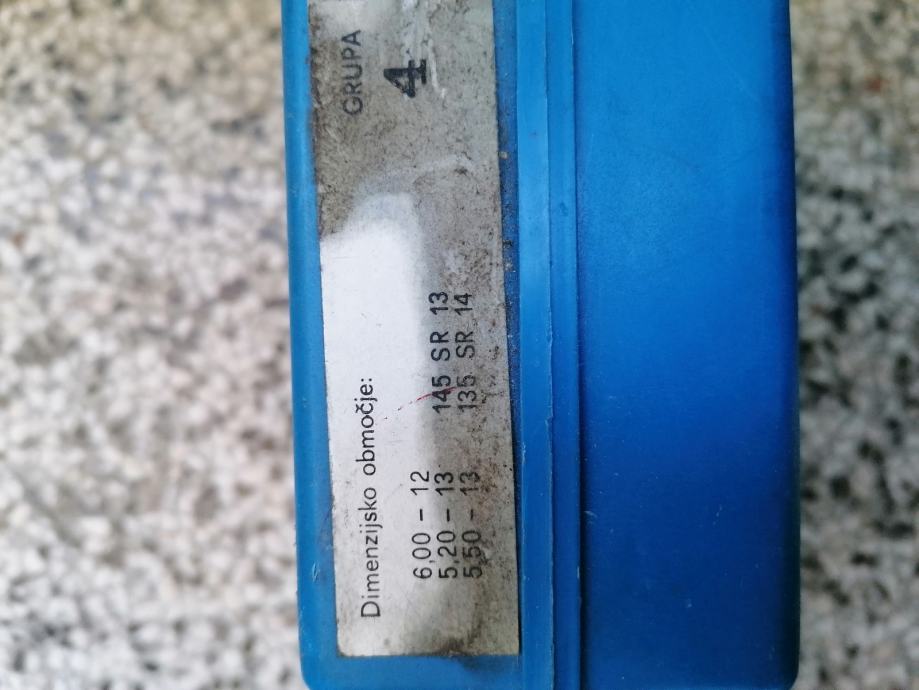 Dimenzijsko območje:
GRUPA
4
6,00 - 12
5,20 - 13 145 SR 13
5,50 - 13 135 SR 14